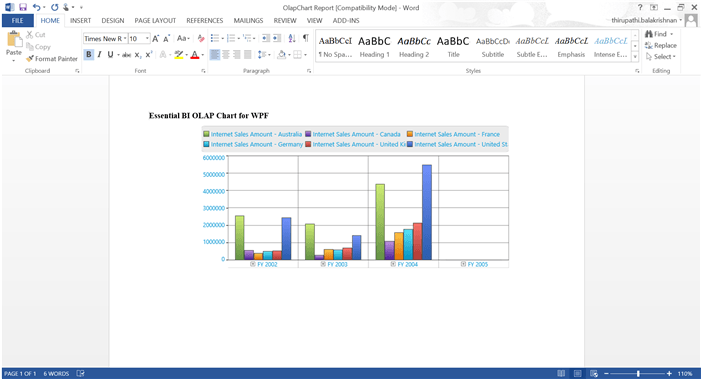 OlapChart Report [Compatibility Mode] - Word
FILE HOME INSERT DESIGN PAGE LAYOUT REFERENCES MAILINGS REVIEW VIEW ADD-INS thirupathi.balakrishnan
Paste Cut Copy Format Painter
Times New R 10
AaBbCcI AaBbC AaBbCc AaBbC AaBbCcD AaBbCcL AaBbCcL AaBbCcL
¶ No Spa... Heading 1 Heading 2 Title Subtitle Subtle E... Emphasis Intense E...
Find Replace Select
Clipboard Font Paragraph Styles Editing
Essential BI OLAP Chart for WPF
Internet Sales Amount - Australia Internet Sales Amount - Canada Internet Sales Amount - France
Internet Sales Amount - Germany Internet Sales Amount - United Ki Internet Sales Amount - United St
6000000
5000000
4000000
3000000
2000000
1000000
0
FY 2002 FY 2003 FY 2004 FY 2005
PAGE 1 OF 1 6 WORDS 110%